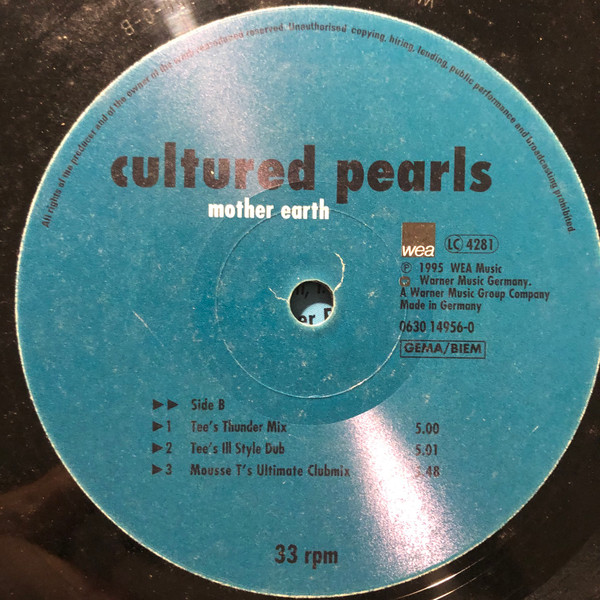 All rights of the producer and of the owner of the work reproduced reserved. Unauthorised copying, hiring, lending, public performance and broadcasting prohibited
cultured pearls
mother earth
wea LC 4281
℗ 1995 WEA Music
Warner Music Germany.
A Warner Music Group Company
Made in Germany
0630 14956-0
GEMA/BIEM
Side B
1 Tee's Thunder Mix 5.00
2 Tee's Ill Style Dub 5.01
3 Mousse T's Ultimate Clubmix 48
33 rpm